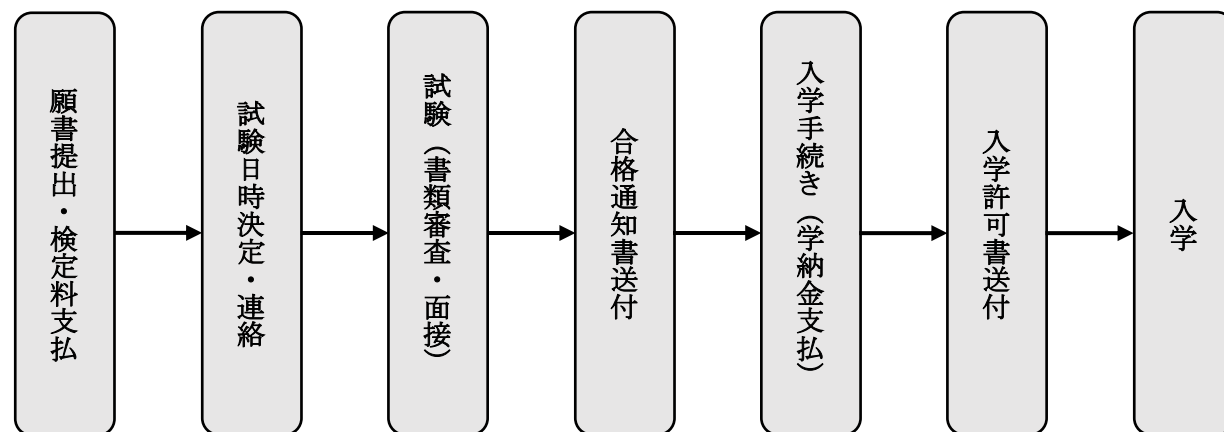 願書提出・検定料支払
試験日時決定・連絡
試験（書類審査・面接）
合格通知書送付
入学手続き（学納金支払）
入学許可書送付
入学